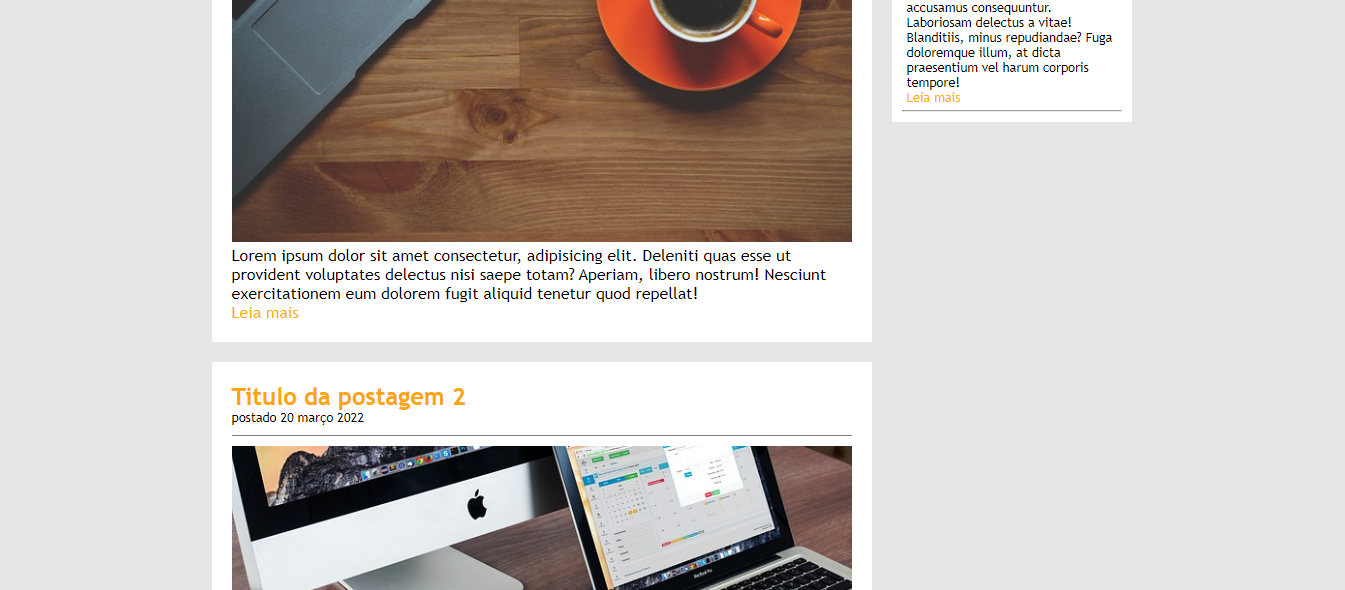 Lorem ipsum dolor sit amet consectetur, adipisicing elit. Deleniti quas esse ut
provident voluptates delectus nisi saepe totam? Aperiam, libero nostrum! Nesciunt
exercitationem eum dolorem fugit aliquid tenetur quod repellat!
Leia mais
Titulo da postagem 2
postado 20 março 2022
accusamus consequuntur.
Laboriosam delectus a vitae!
Blanditiis, minus repudiandae? Fuga
doloremque illum, at dicta
praesentium vel harum corporis
tempore!
Leia mais